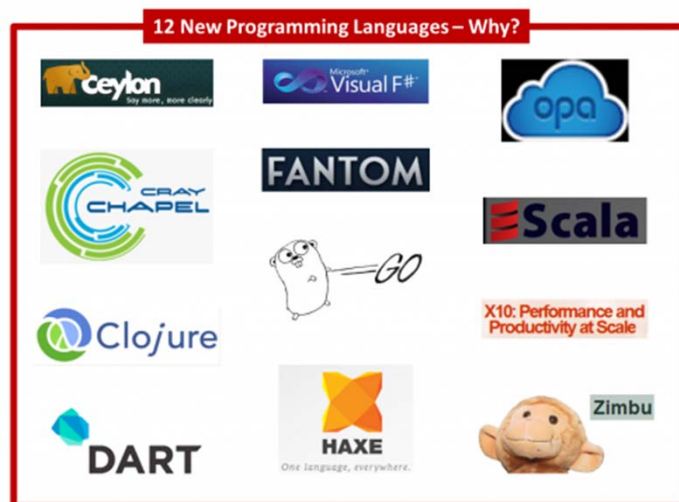 12 New Programming Languages – Why?
Ceylon
Say more, more clearly
Microsoft®
Visual F#®
opa
CRAY
CHAPEL
FANTOM
Scala
GO
Clojure
X10: Performance and
Productivity at Scale
DART
HAXE
One language, everywhere.
Zimbu